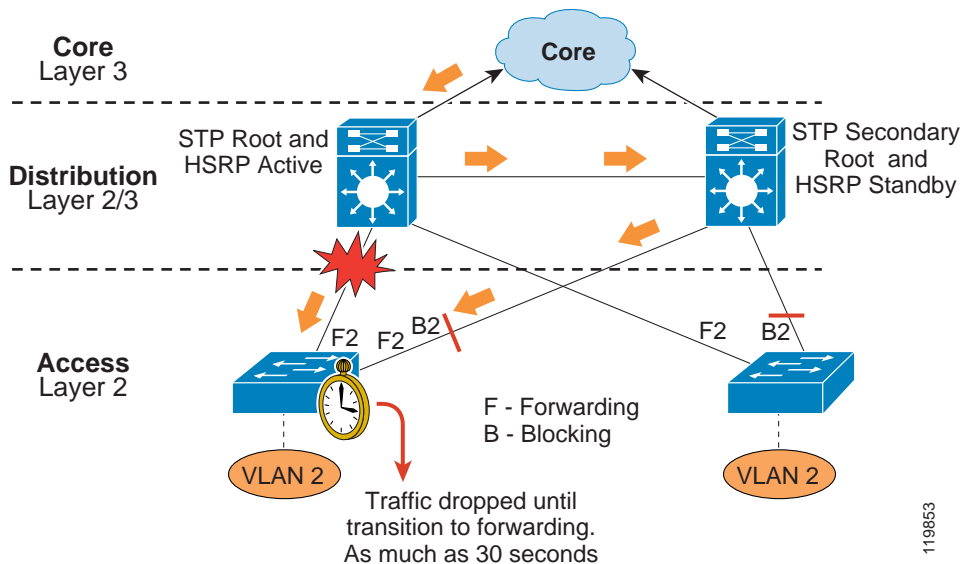 Core
Layer 3
Core
STP Root and
HSRP Active
STP Secondary
Root and
HSRP Standby
Distribution
Layer 2/3
F2
F2
B2
F2
B2
Access
Layer 2
F - Forwarding
B - Blocking
VLAN 2
VLAN 2
Traffic dropped until
transition to forwarding.
As much as 30 seconds
119853